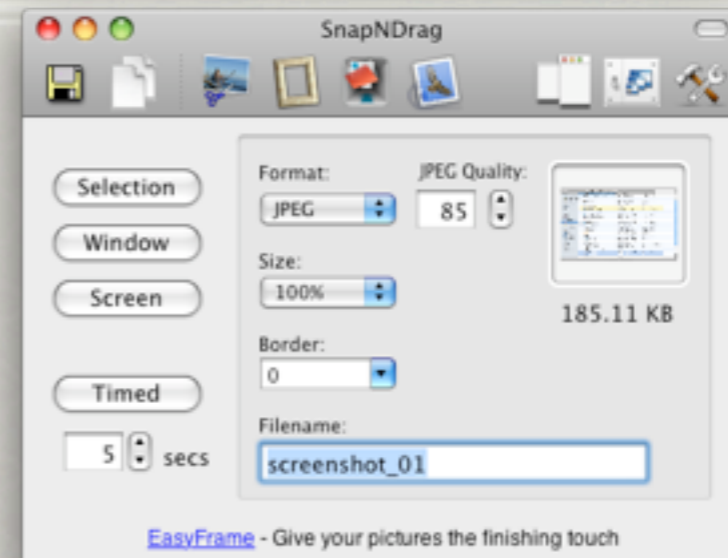 SnapNDrag
Selection
Window
Screen
Timed
5 secs
Format:
JPEG
JPEG Quality:
85
Size:
100%
Border:
0
Filename:
screenshot_01
185.11 KB
EasyFrame - Give your pictures the finishing touch